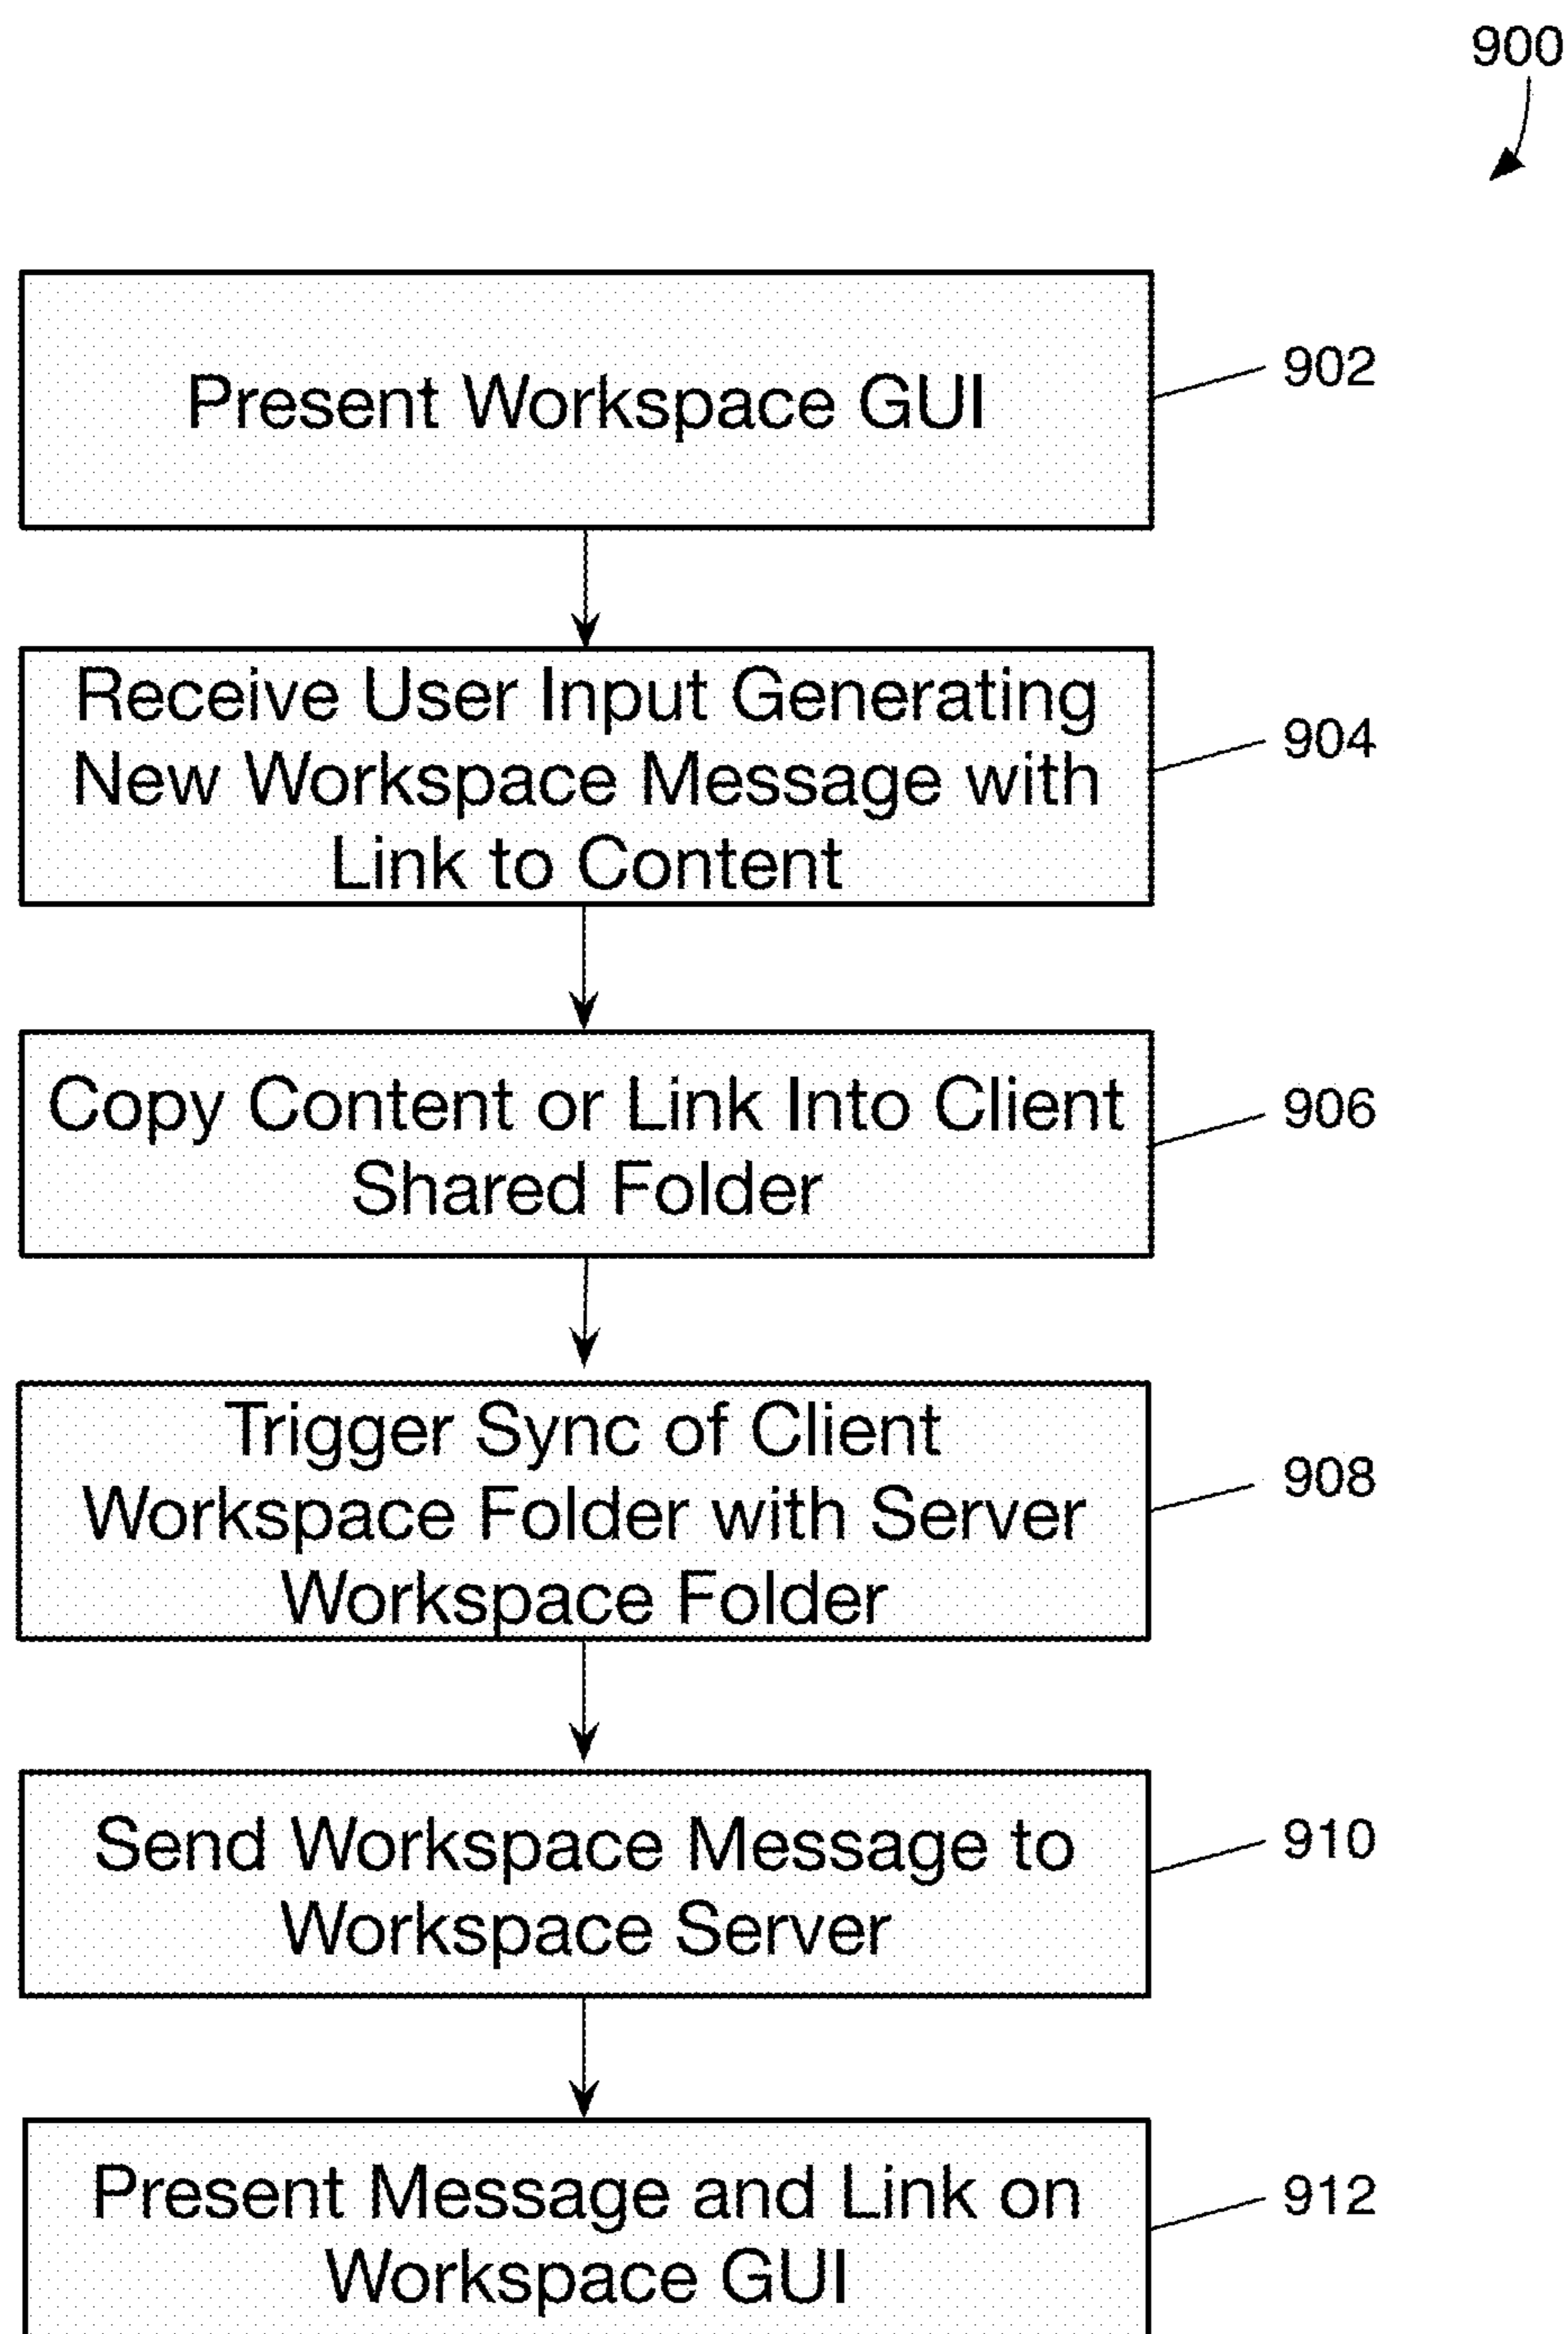 900
Present Workspace GUI
902
Receive User Input Generating
New Workspace Message with
Link to Content
904
Copy Content or Link Into Client
Shared Folder
906
Trigger Sync of Client
Workspace Folder with Server
Workspace Folder
908
Send Workspace Message to
Workspace Server
910
Present Message and Link on
Workspace GUI
912